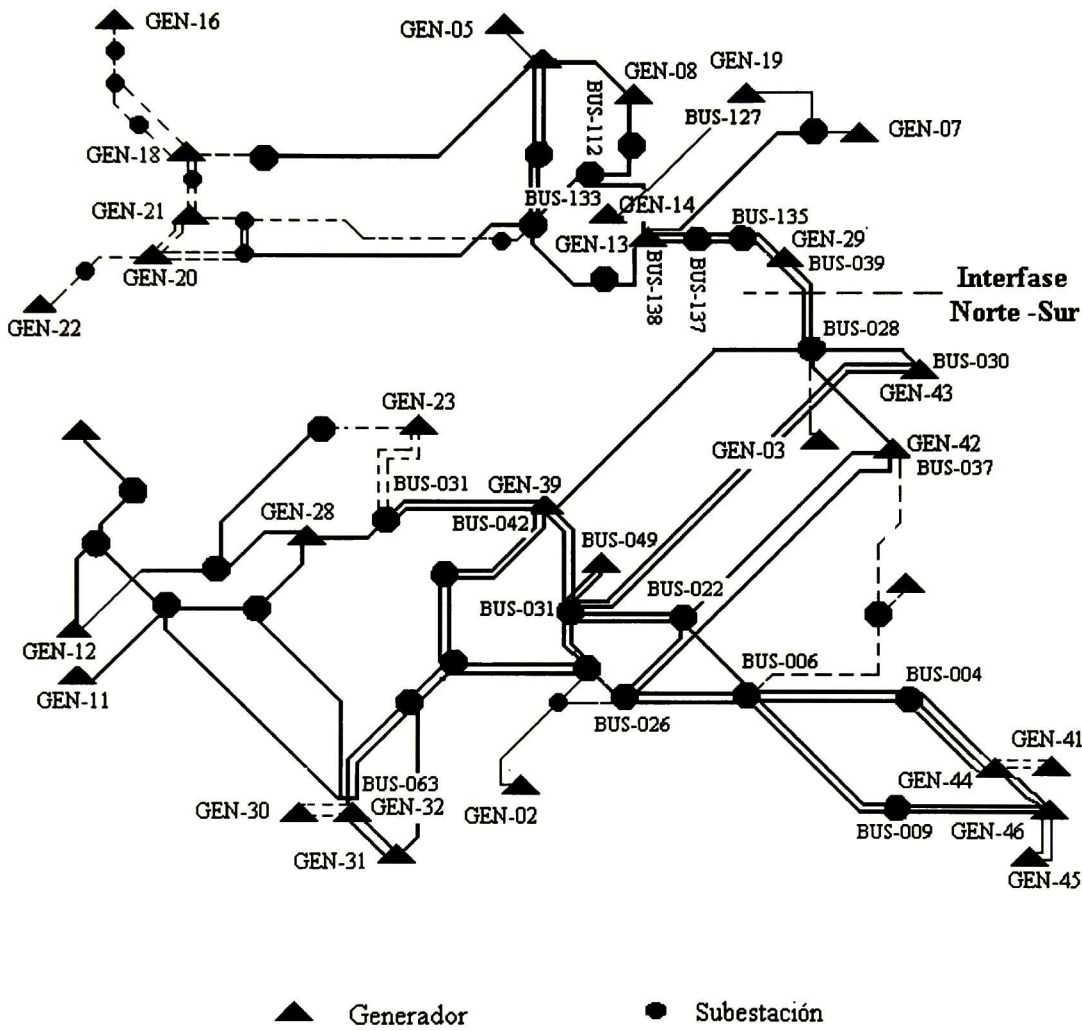 GEN-16
GEN-05
GEN-08
GEN-19
BUS-112
BUS-127
GEN-07
GEN-18
GEN-21
BUS-133
GEN-14
BUS-135
GEN-13
GEN-29
BUS-039
GEN-20
BUS-138
BUS-137
Interfase
Norte -Sur
GEN-22
BUS-028
BUS-030
GEN-43
GEN-23
GEN-03
GEN-42
BUS-037
BUS-031
GEN-39
GEN-28
BUS-042
BUS-049
BUS-022
BUS-031
GEN-12
GEN-11
BUS-006
BUS-004
BUS-026
GEN-41
BUS-063
GEN-44
GEN-30
GEN-32
GEN-02
BUS-009
GEN-46
GEN-31
GEN-45
Generador
Subestación